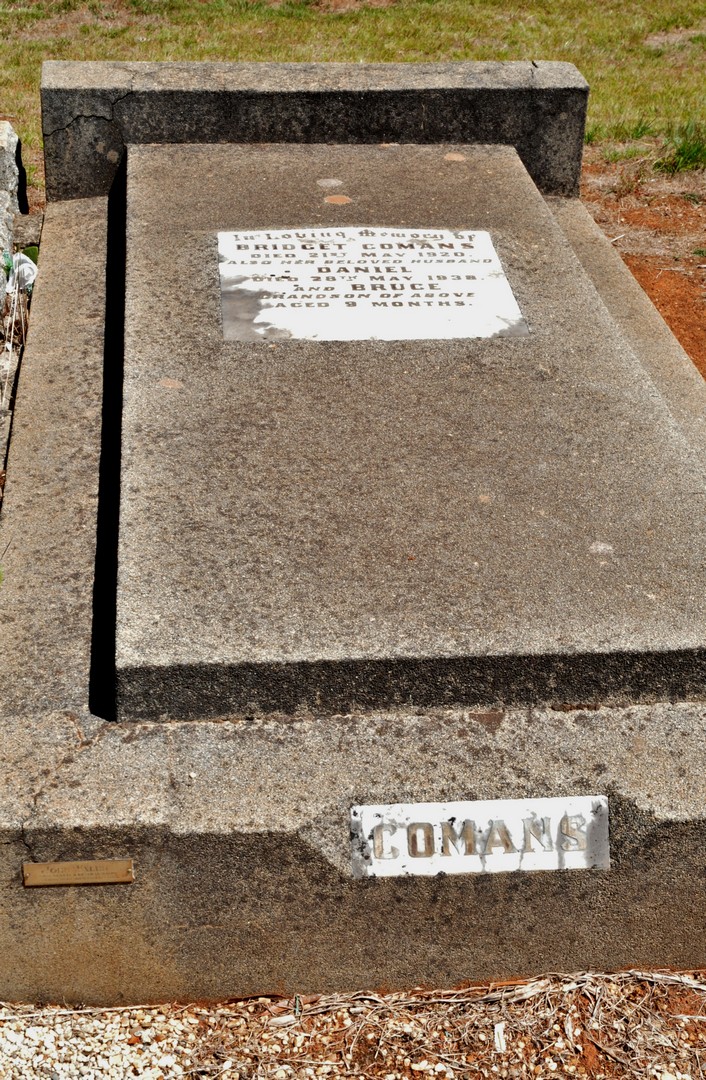 In Loving Memory of
BRIDGET COMANS
DIED 21ST MAY 1920.
ALSO HER BELOVED HUSBAND
DANIEL
DIED 28TH MAY 1938.
AND BRUCE
GRANDSON OF ABOVE
AGED 9 MONTHS.
COMANS